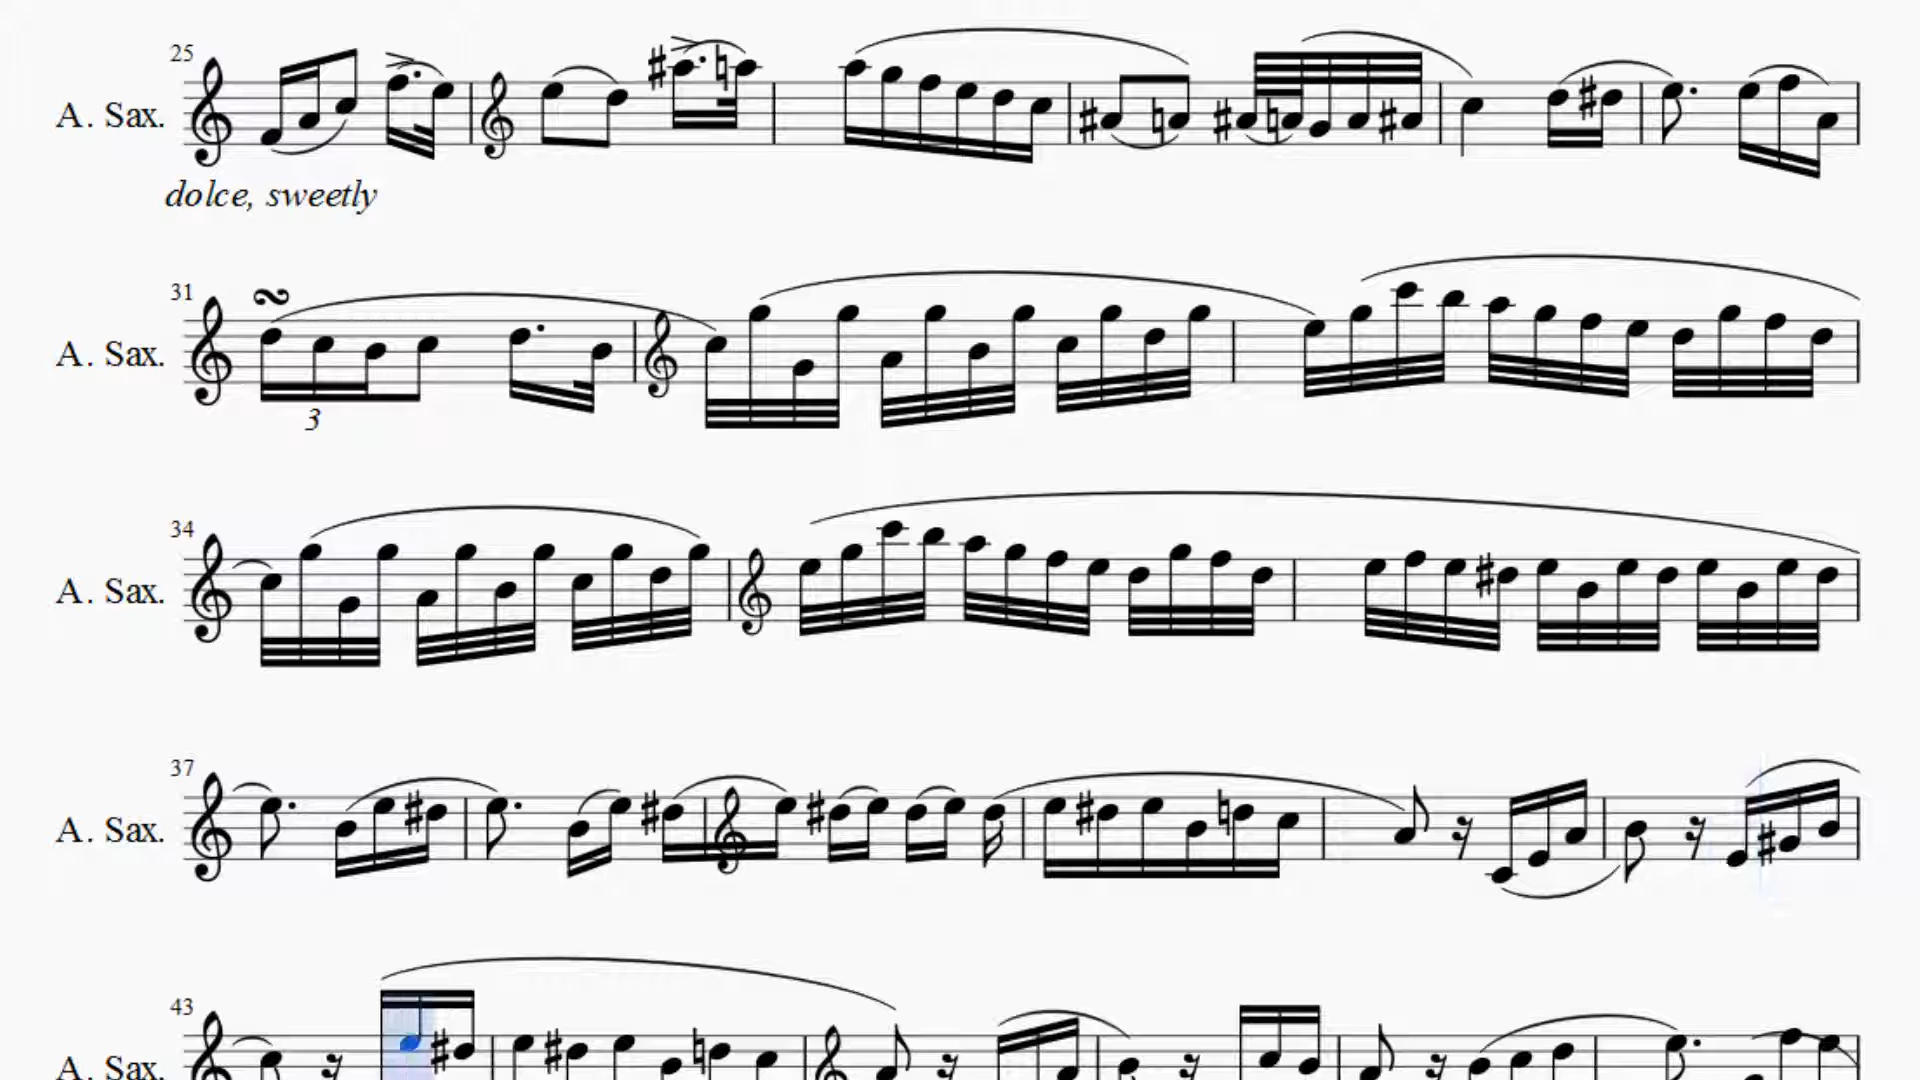 25
A. Sax.
dolce, sweetly
31
A. Sax.
3
34
A. Sax.
37
A. Sax.
43
A. Sax.